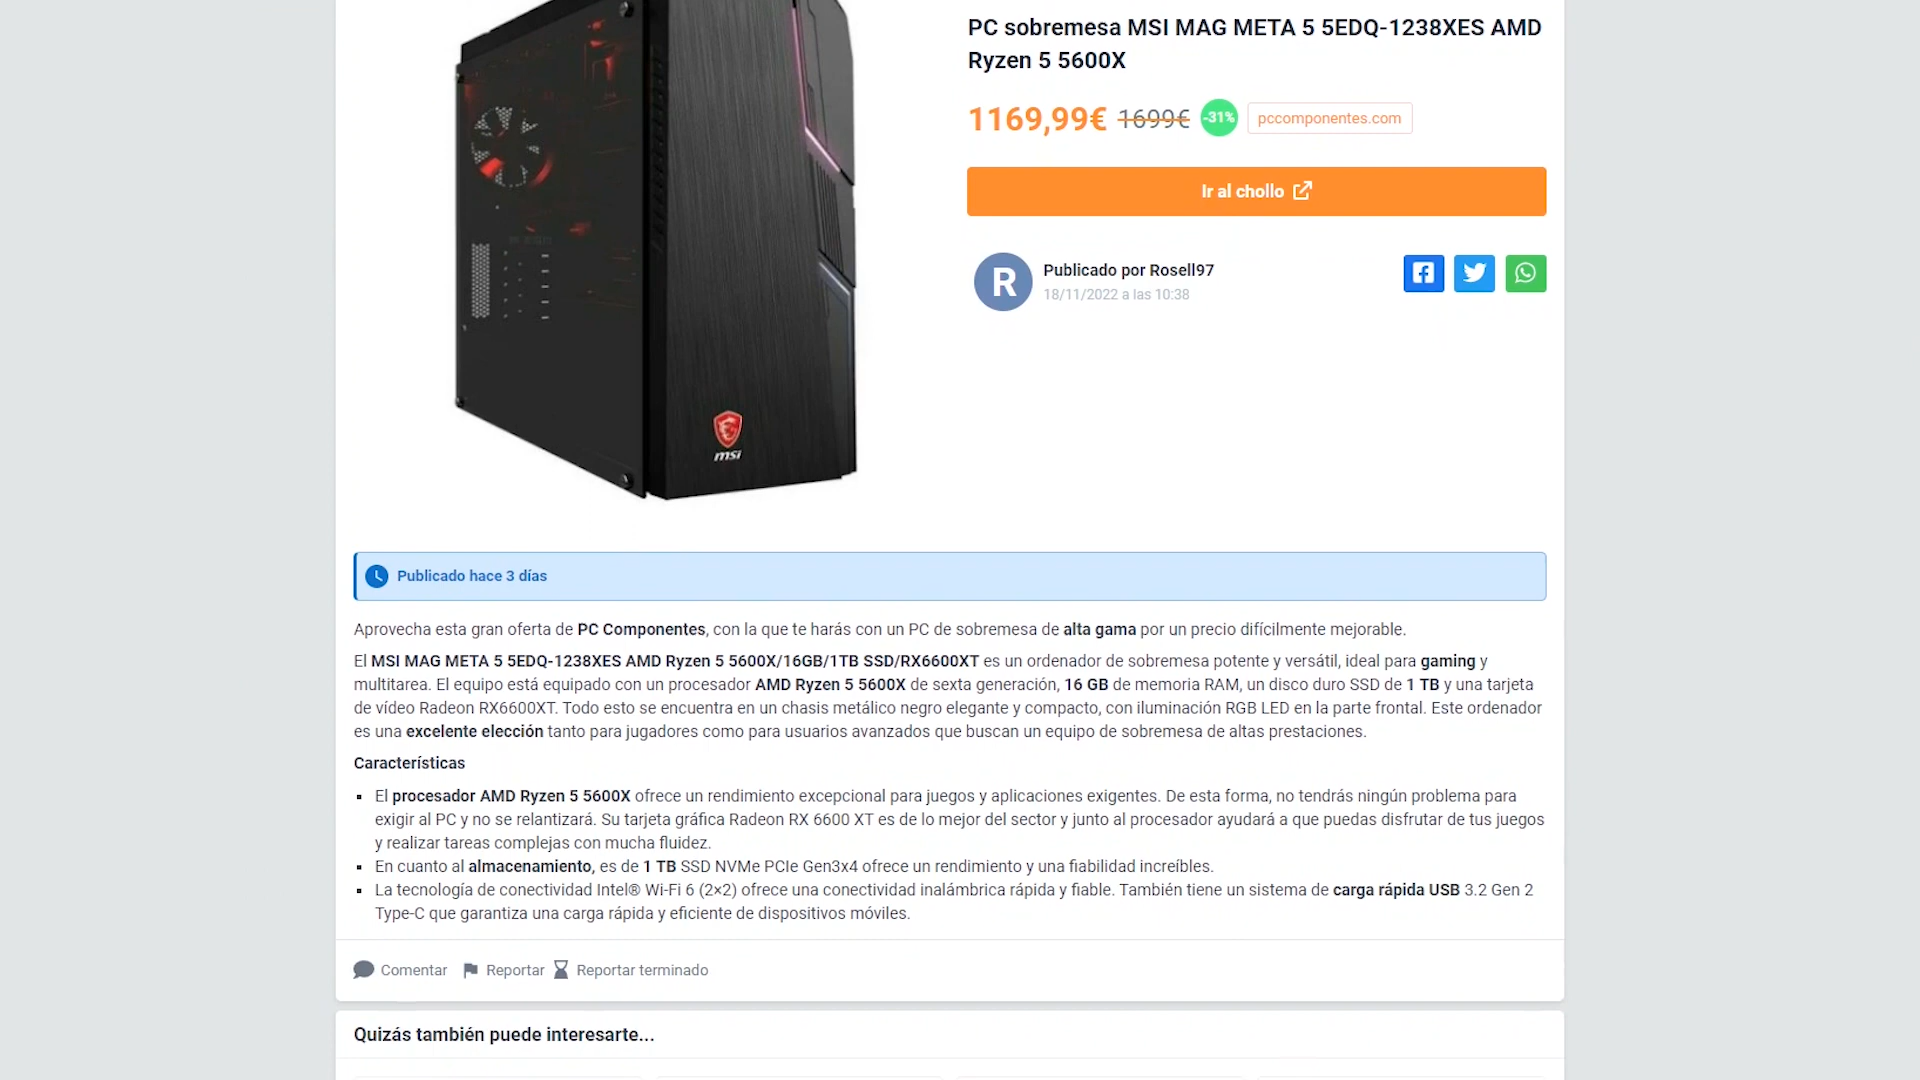 PC sobremesa MSI MAG META 5 5EDQ-1238XES AMD
Ryzen 5 5600X
1169,99€ 1699€ -31% pccomponentes.com
Ir al chollo
R
Publicado por Rosell97
18/11/2022 a las 10:38
msi
Publicado hace 3 días
Aprovecha esta gran oferta de PC Componentes, con la que te harás con un PC de sobremesa de alta gama por un precio difícilmente mejorable.
El MSI MAG META 5 5EDQ-1238XES AMD Ryzen 5 5600X/16GB/1TB SSD/RX6600XT es un ordenador de sobremesa potente y versátil, ideal para gaming y
multitarea. El equipo está equipado con un procesador AMD Ryzen 5 5600X de sexta generación, 16 GB de memoria RAM, un disco duro SSD de 1 TB y una tarjeta
de vídeo Radeon RX6600XT. Todo esto se encuentra en un chasis metálico negro elegante y compacto, con iluminación RGB LED en la parte frontal. Este ordenador
es una excelente elección tanto para jugadores como para usuarios avanzados que buscan un equipo de sobremesa de altas prestaciones.
Características
▪ El procesador AMD Ryzen 5 5600X ofrece un rendimiento excepcional para juegos y aplicaciones exigentes. De esta forma, no tendrás ningún problema para
exigir al PC y no se relantizará. Su tarjeta gráfica Radeon RX 6600 XT es de lo mejor del sector y junto al procesador ayudará a que puedas disfrutar de tus juegos
y realizar tareas complejas con mucha fluidez.
▪ En cuanto al almacenamiento, es de 1 TB SSD NVMe PCIe Gen3x4 ofrece un rendimiento y una fiabilidad increíbles.
▪ La tecnología de conectividad Intel® Wi-Fi 6 (2×2) ofrece una conectividad inalámbrica rápida y fiable. También tiene un sistema de carga rápida USB 3.2 Gen 2
Type-C que garantiza una carga rápida y eficiente de dispositivos móviles.
Comentar Reportar Reportar terminado
Quizás también puede interesarte...